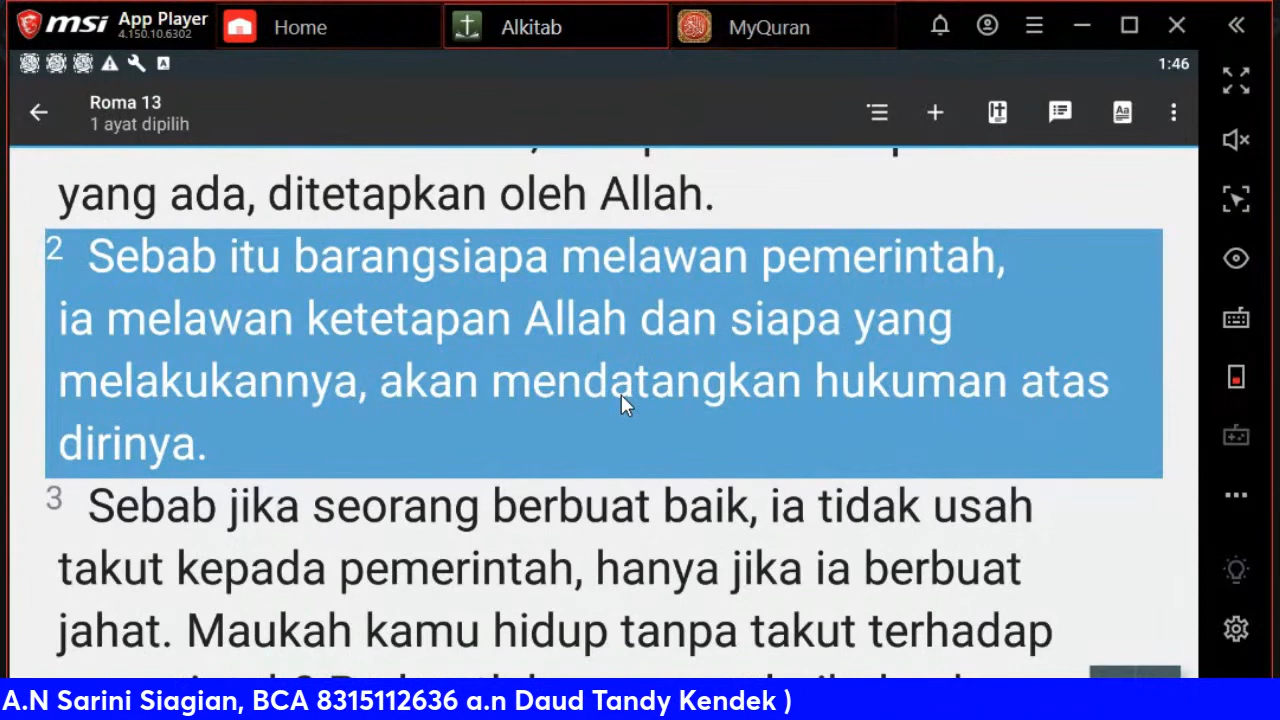 msi App Player
4.150.10.6302
Home
Alkitab
MyQuran
1:46
Roma 13
1 ayat dipilih
yang ada, ditetapkan oleh Allah.
2 Sebab itu barangsiapa melawan pemerintah,
ia melawan ketetapan Allah dan siapa yang
melakukannya, akan mendatangkan hukuman atas
dirinya.
3 Sebab jika seorang berbuat baik, ia tidak usah
takut kepada pemerintah, hanya jika ia berbuat
jahat. Maukah kamu hidup tanpa takut terhadap
A.N Sarini Siagian, BCA 8315112636 a.n Daud Tandy Kendek )